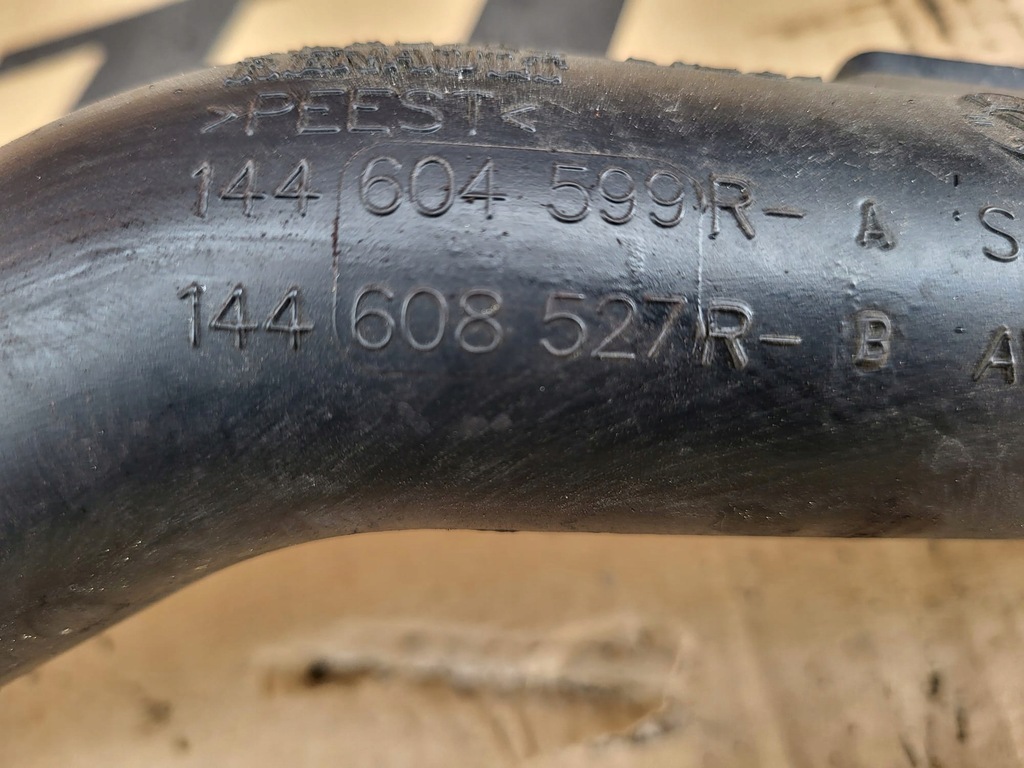 >PEEST<
144 604 599 R- A S
144 608 527 R- B A